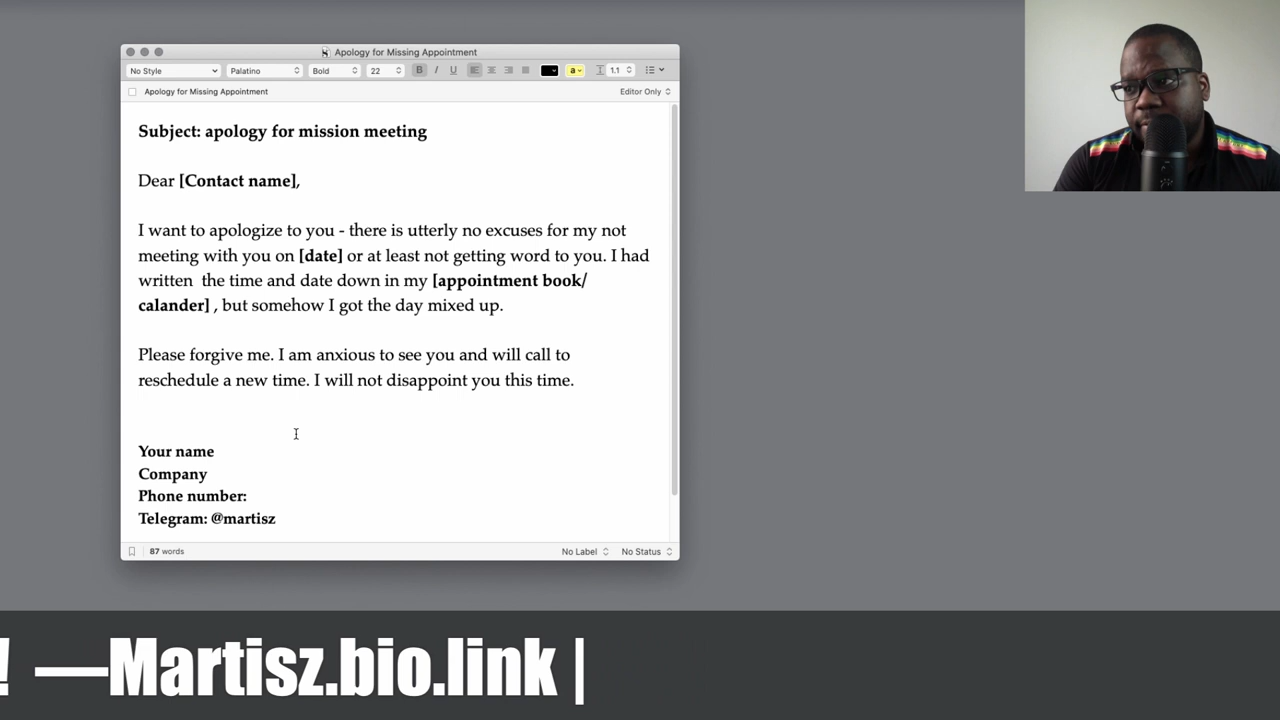 Apology for Missing Appointment
No Style Palatino Bold 22 B I U a 1.1
Apology for Missing Appointment Editor Only
Subject: apology for mission meeting
Dear [Contact name],
I want to apologize to you - there is utterly no excuses for my not
meeting with you on [date] or at least not getting word to you. I had
written  the time and date down in my [appointment book/
calander] , but somehow I got the day mixed up.
Please forgive me. I am anxious to see you and will call to
reschedule a new time. I will not disappoint you this time.
Your name
Company
Phone number:
Telegram: @martisz
87 words No Label No Status
! —Martisz.bio.link |